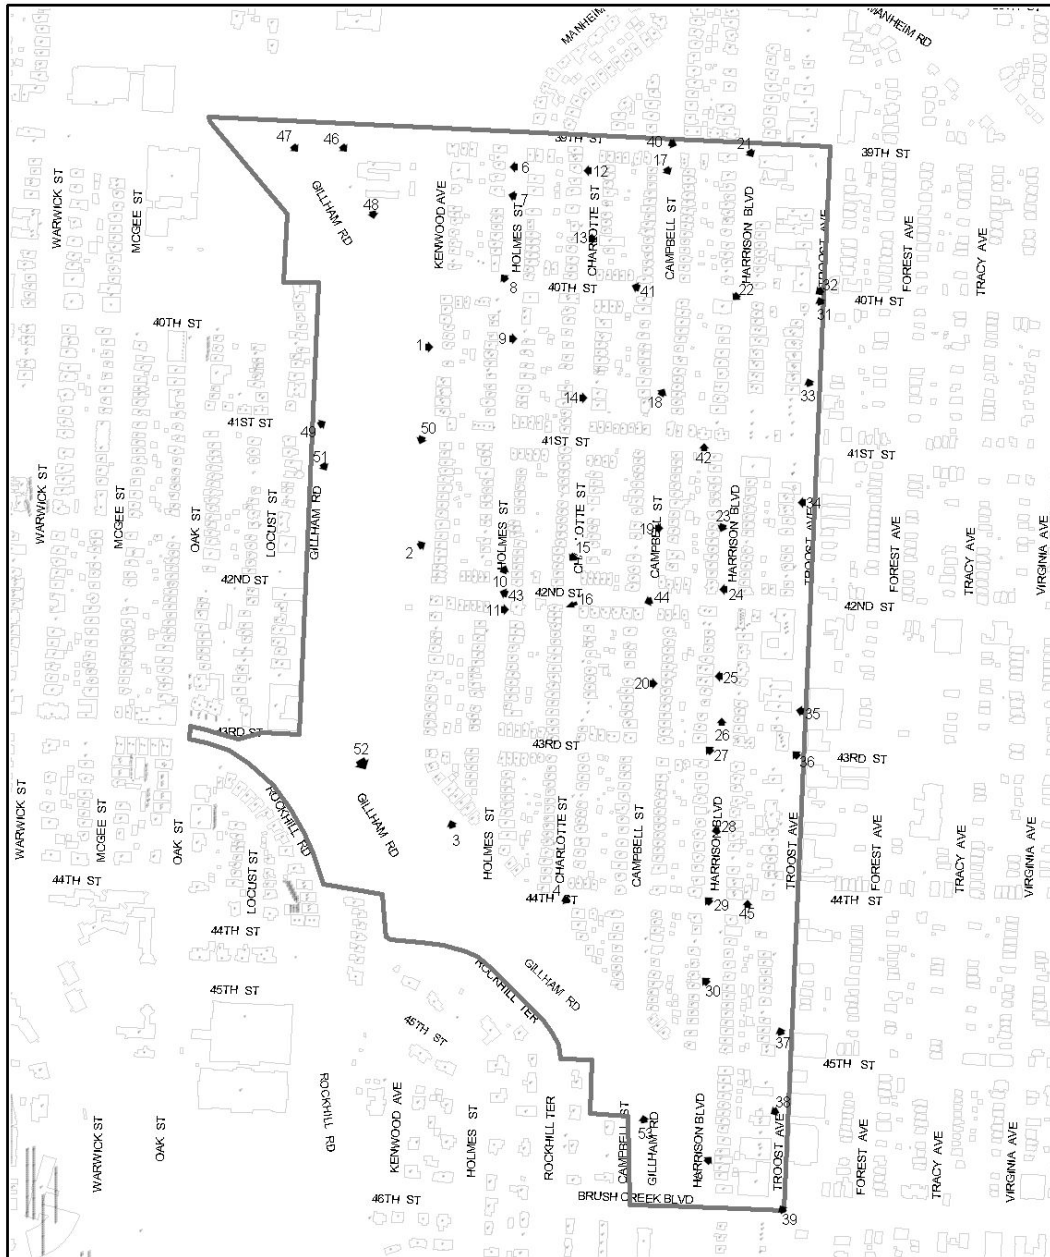 MANHEIM
MANHEIM RD
39TH ST
39TH ST
47
46
40
21
6
12
17
7
GILLHAM RD
48
WARWICK ST
MCGEE ST
KENWOOD AVE
HOLMES ST
CHARLOTTE ST
13
CAMPBELL ST
HARRISON BLVD
TROOST AVE
FOREST AVE
TRACY AVE
8
40TH ST
41
22
32
31
40TH ST
40TH ST
1
9
33
14
18
41ST ST
49
50
41ST ST
42
41ST ST
51
WARWICK ST
MCGEE ST
OAK ST
LOCUST ST
GILLHAM RD
HOLMES ST
19
CAMPBELL ST
23
HARRISON BLVD
34
TROOST AVE
FOREST AVE
TRACY AVE
VIRGINIA AVE
2
15
10
42ND ST
43
42ND ST
16
44
24
42ND ST
11
20
25
35
26
43RD ST
52
43RD ST
27
36
43RD ST
WARWICK ST
MCGEE ST
OAK ST
ROCKHILL RD
GILLHAM RD
3
HOLMES ST
CHARLOTTE ST
CAMPBELL ST
HARRISON BLVD
28
TROOST AVE
FOREST AVE
TRACY AVE
VIRGINIA AVE
44TH ST
LOCUST ST
4
44TH ST
29
45
44TH ST
44TH ST
45TH ST
ROCKHILL TER
GILLHAM RD
30
45TH ST
37
45TH ST
WARWICK ST
OAK ST
ROCKHILL RD
KENWOOD AVE
HOLMES ST
ROCKHILL TER
CAMPBELL ST
53
GILLHAM RD
HARRISON BLVD
38
TROOST AVE
FOREST AVE
TRACY AVE
VIRGINIA AVE
46TH ST
BRUSH CREEK BLVD
39